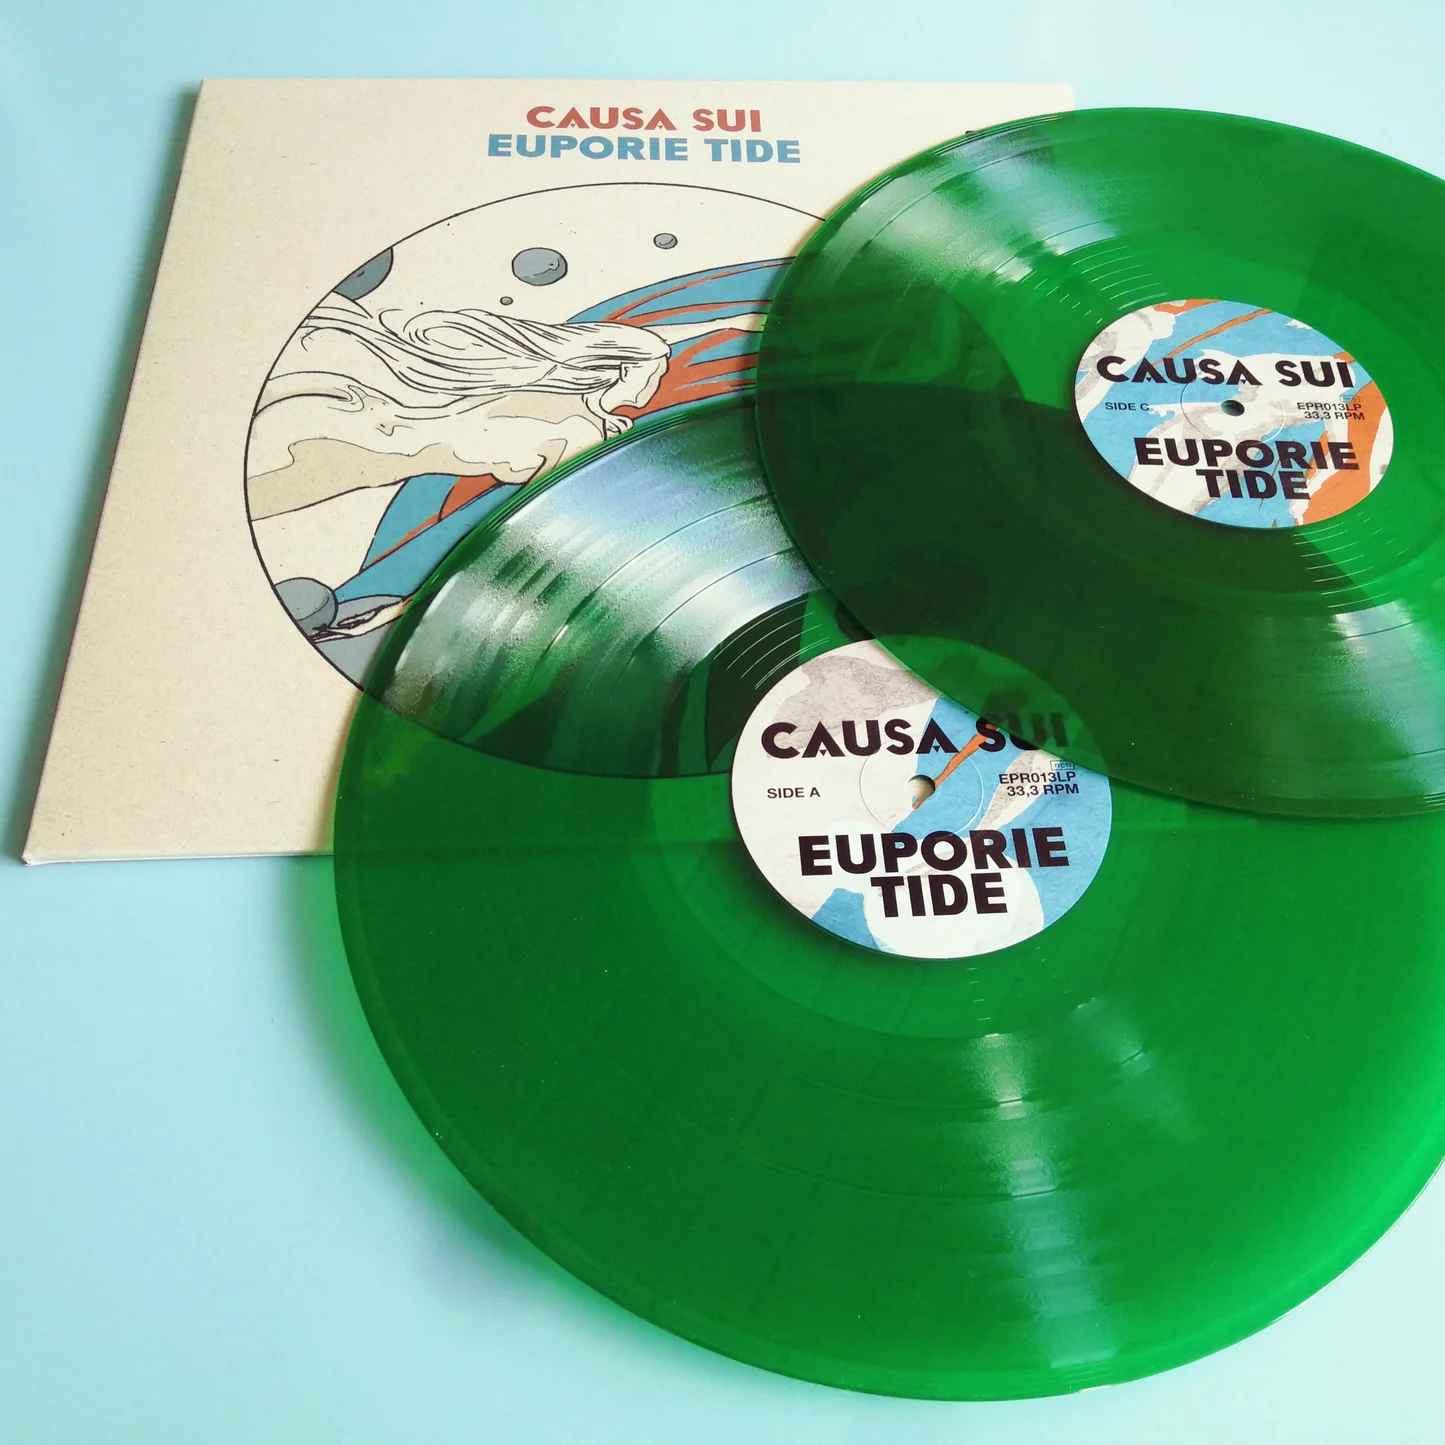 CAUSA SUI
EUPORIE TIDE
CAUSA SUI
SIDE C
EPR013LP
33,3 RPM
EUPORIE
TIDE
CAUSA SUI
SIDE A
EPR013LP
33,3 RPM
EUPORIE
TIDE